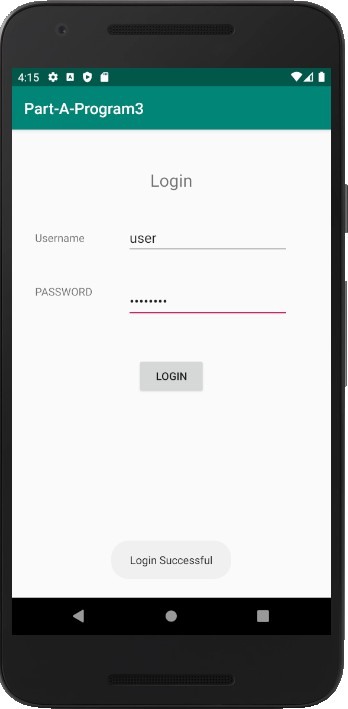 4:15
Part-A-Program3
Login
Username user
PASSWORD ••••••••
LOGIN
Login Successful